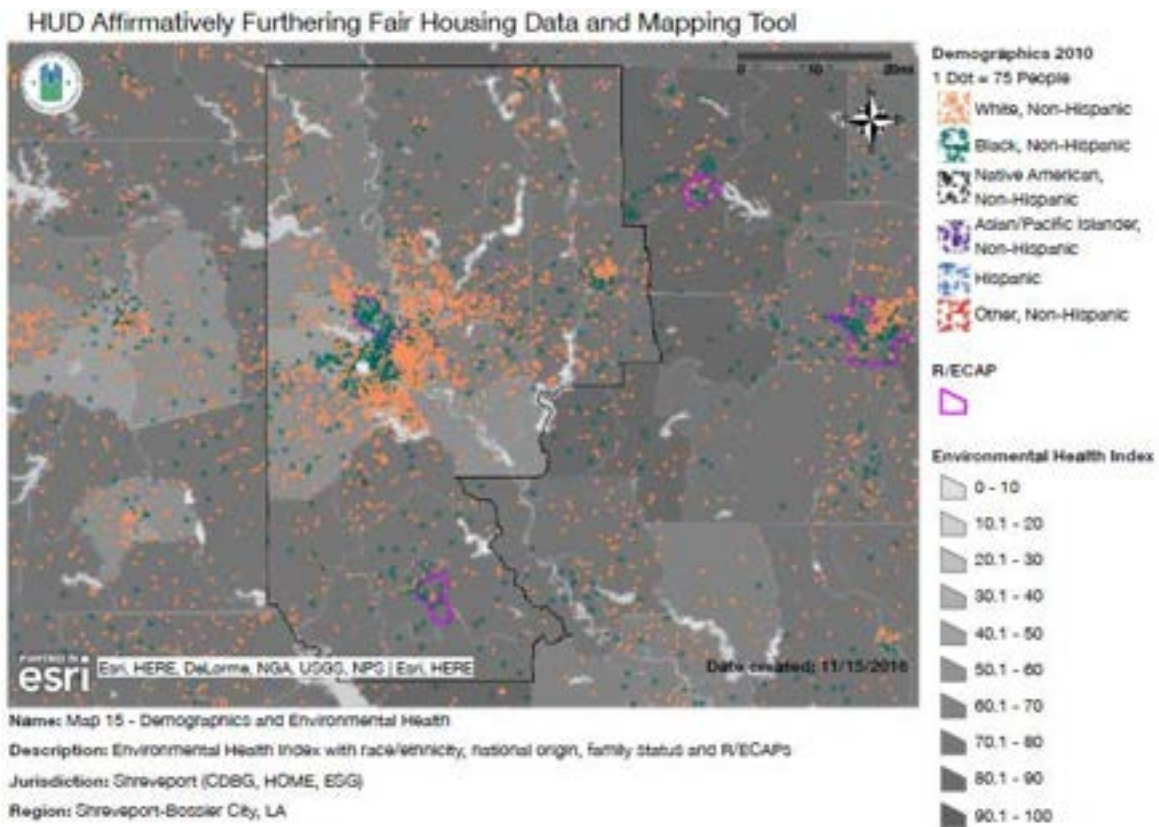 HUD Affirmatively Furthering Fair Housing Data and Mapping Tool
0 10 20mi
Demographics 2010
1 Dot = 75 People
White, Non-Hispanic
Black, Non-Hispanic
Native American,
Non-Hispanic
Asian/Pacific Islander,
Non-Hispanic
Hispanic
Other, Non-Hispanic
R/ECAP
Environmental Health Index
0 - 10
10.1 - 20
20.1 - 30
30.1 - 40
40.1 - 50
50.1 - 60
60.1 - 70
70.1 - 80
80.1 - 90
90.1 - 100
POWERED BY
esri
Esri, HERE, DeLorme, NGA, USGS, NPS | Esri, HERE
Date created: 11/15/2016
Name: Map 15 - Demographics and Environmental Health
Description: Environmental Health Index with race/ethnicity, national origin, family status and R/ECAPs
Jurisdiction: Shreveport (CDBG, HOME, ESG)
Region: Shreveport-Bossier City, LA